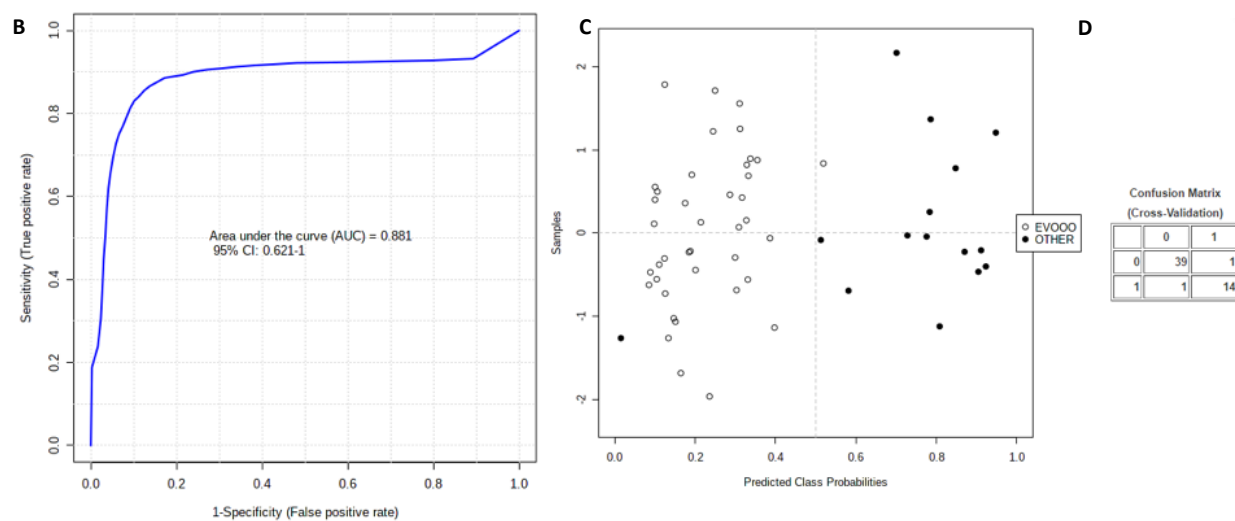 B
1.0
0.8
0.6
0.4
0.2
0.0
Sensitivity (True positive rate)
Area under the curve (AUC) = 0.881
95% CI: 0.621-1
0.0 0.2 0.4 0.6 0.8 1.0
1-Specificity (False positive rate)
C
2
1
0
-1
-2
Samples
EVOOO
OTHER
0.0 0.2 0.4 0.6 0.8 1.0
Predicted Class Probabilities
D
Confusion Matrix
(Cross-Validation)
0 1
0 39 1
1 1 14